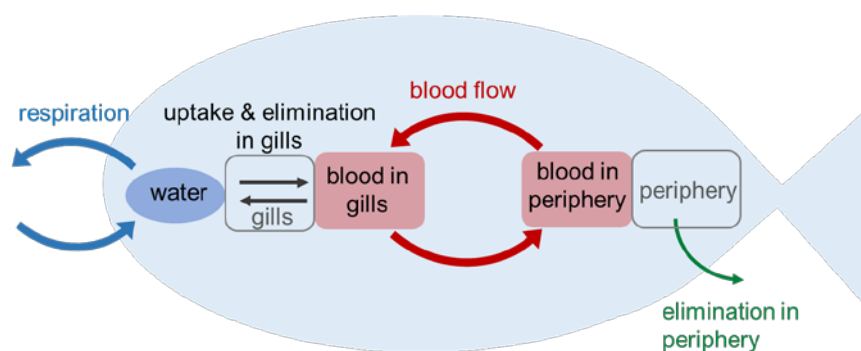 respiration
uptake & elimination
in gills
blood flow
water
gills
blood in
gills
blood in
periphery
periphery
elimination in
periphery